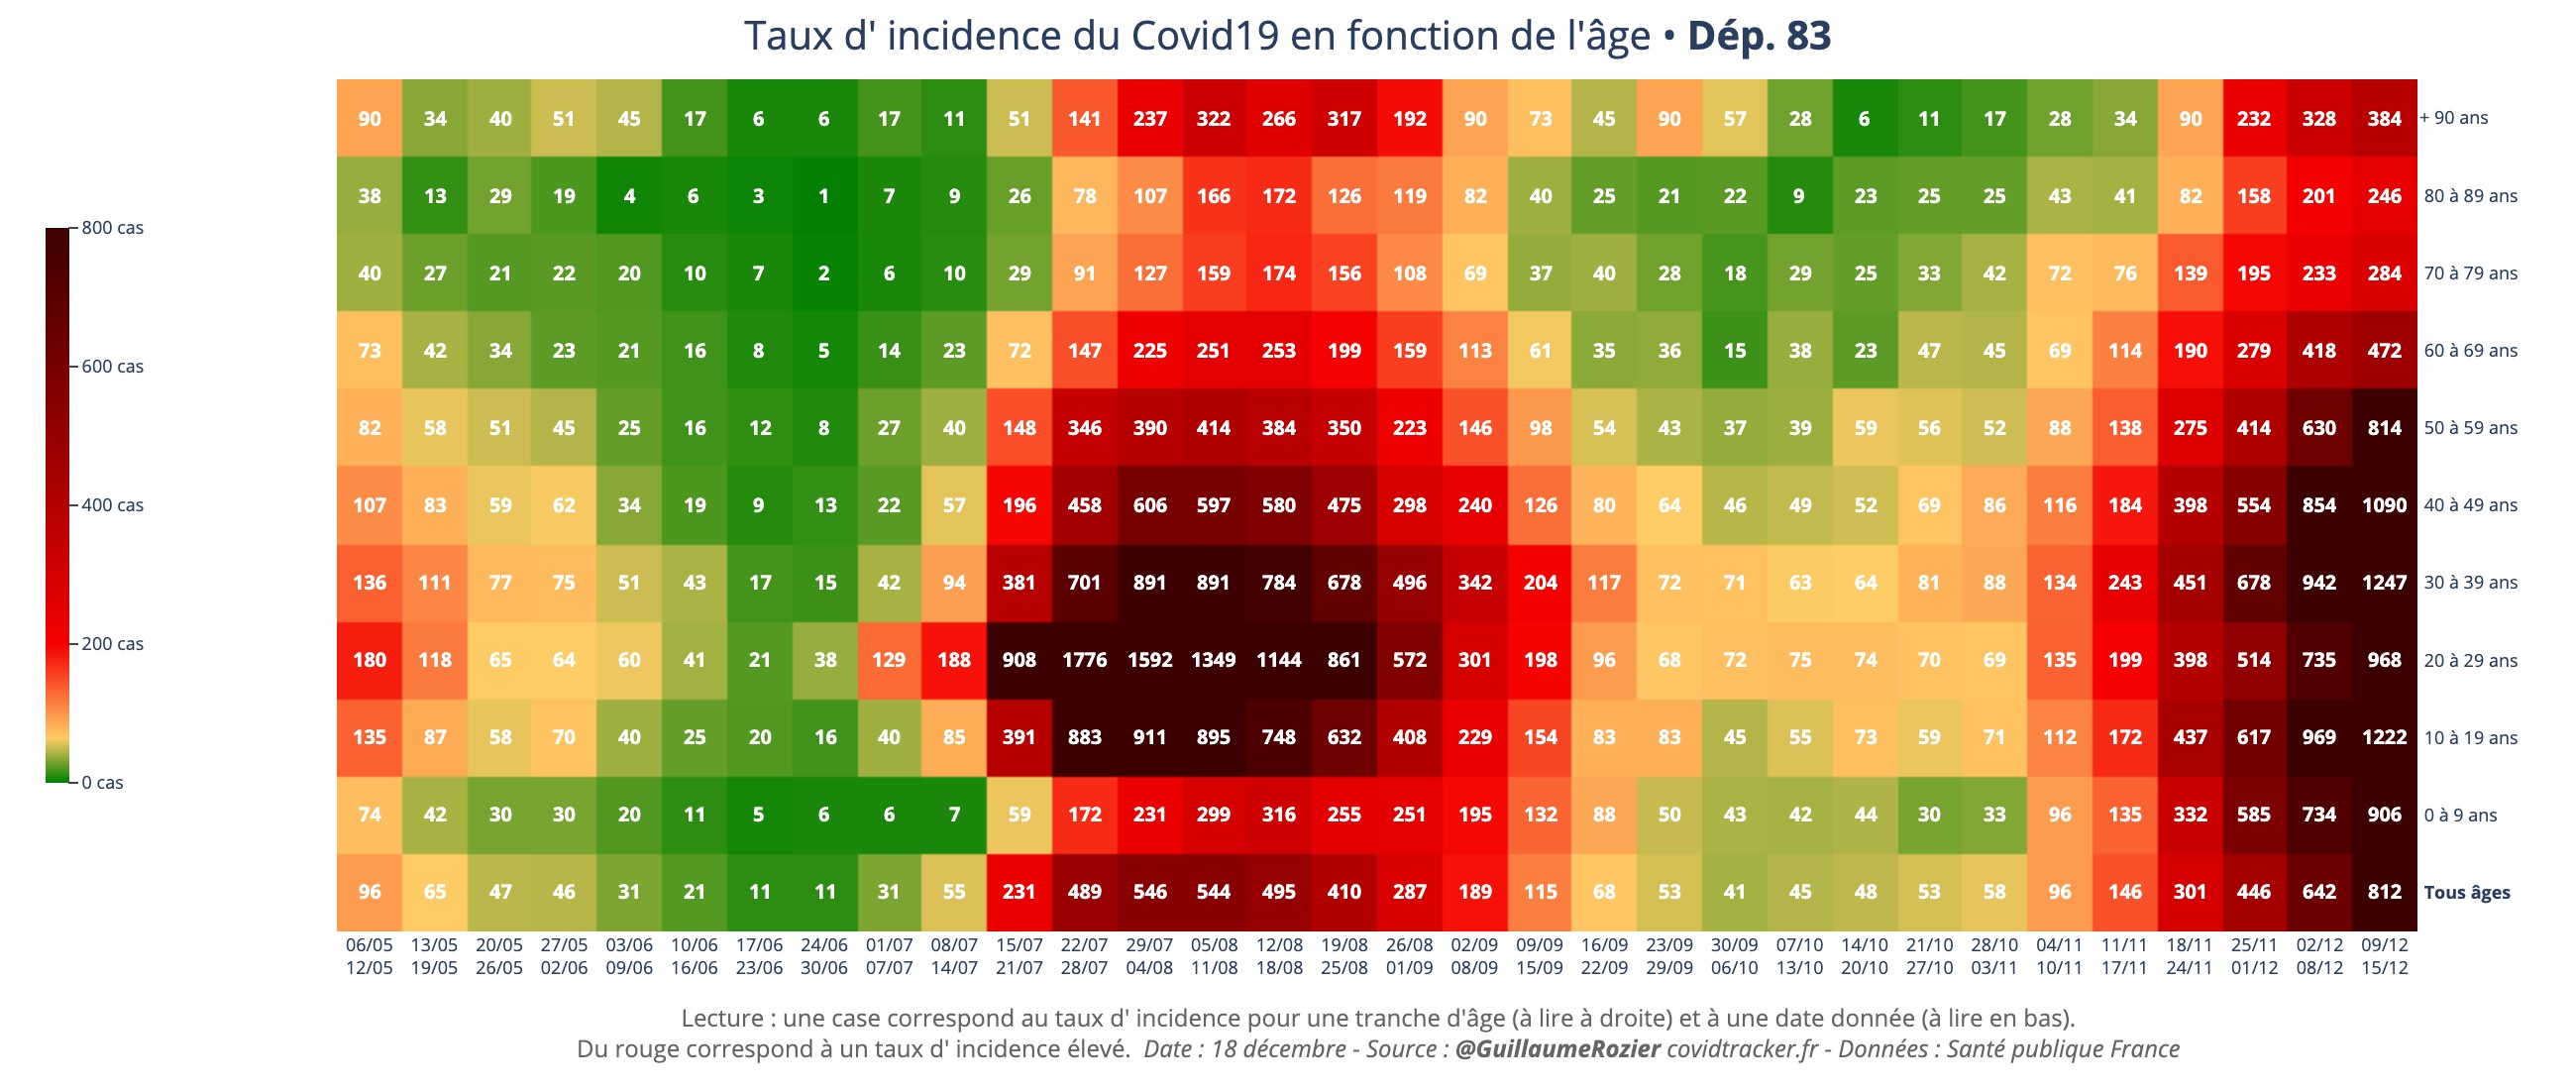 Taux d' incidence du Covid19 en fonction de l'âge • Dép. 83
800 cas
600 cas
400 cas
200 cas
0 cas
90 34 40 51 45 17 6 6 17 11 51 141 237 322 266 317 192 90 73 45 90 57 28 6 11 17 28 34 90 232 328 384 + 90 ans
38 13 29 19 4 6 3 1 7 9 26 78 107 166 172 126 119 82 40 25 21 22 9 23 25 25 43 41 82 158 201 246 80 à 89 ans
40 27 21 22 20 10 7 2 6 10 29 91 127 159 174 156 108 69 37 40 28 18 29 25 33 42 72 76 139 195 233 284 70 à 79 ans
73 42 34 23 21 16 8 5 14 23 72 147 225 251 253 199 159 113 61 35 36 15 38 23 47 45 69 114 190 279 418 472 60 à 69 ans
82 58 51 45 25 16 12 8 27 40 148 346 390 414 384 350 223 146 98 54 43 37 39 59 56 52 88 138 275 414 630 814 50 à 59 ans
107 83 59 62 34 19 9 13 22 57 196 458 606 597 580 475 298 240 126 80 64 46 49 52 69 86 116 184 398 554 854 1090 40 à 49 ans
136 111 77 75 51 43 17 15 42 94 381 701 891 891 784 678 496 342 204 117 72 71 63 64 81 88 134 243 451 678 942 1247 30 à 39 ans
180 118 65 64 60 41 21 38 129 188 908 1776 1592 1349 1144 861 572 301 198 96 68 72 75 74 70 69 135 199 398 514 735 968 20 à 29 ans
135 87 58 70 40 25 20 16 40 85 391 883 911 895 748 632 408 229 154 83 83 45 55 73 59 71 112 172 437 617 969 1222 10 à 19 ans
74 42 30 30 20 11 5 6 6 7 59 172 231 299 316 255 251 195 132 88 50 43 42 44 30 33 96 135 332 585 734 906 0 à 9 ans
96 65 47 46 31 21 11 11 31 55 231 489 546 544 495 410 287 189 115 68 53 41 45 48 53 58 96 146 301 446 642 812 Tous âges
06/05 13/05 20/05 27/05 03/06 10/06 17/06 24/06 01/07 08/07 15/07 22/07 29/07 05/08 12/08 19/08 26/08 02/09 09/09 16/09 23/09 30/09 07/10 14/10 21/10 28/10 04/11 11/11 18/11 25/11 02/12 09/12
12/05 19/05 26/05 02/06 09/06 16/06 23/06 30/06 07/07 14/07 21/07 28/07 04/08 11/08 18/08 25/08 01/09 08/09 15/09 22/09 29/09 06/10 13/10 20/10 27/10 03/11 10/11 17/11 24/11 01/12 08/12 15/12
Lecture : une case correspond au taux d' incidence pour une tranche d'âge (à lire à droite) et à une date donnée (à lire en bas).
Du rouge correspond à un taux d' incidence élevé. Date : 18 décembre - Source : @GuillaumeRozier covidtracker.fr - Données : Santé publique France